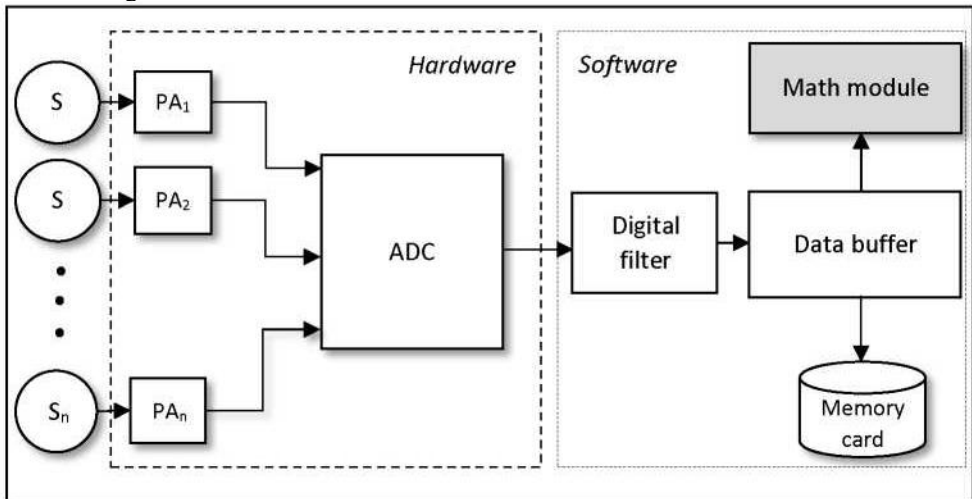 Hardware
Software
S
PA₁
Math module
S
PA₂
ADC
Digital
filter
Data buffer
Sₙ
PAₙ
Memory
card